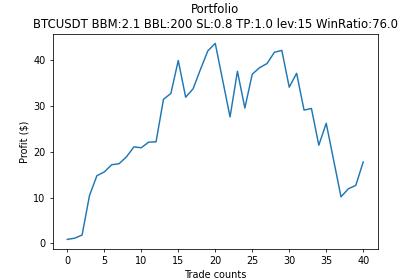 Portfolio
BTCUSDT BBM:2.1 BBL:200 SL:0.8 TP:1.0 lev:15 WinRatio:76.0
Profit ($)
40
30
20
10
0
0 5 10 15 20 25 30 35 40
Trade counts